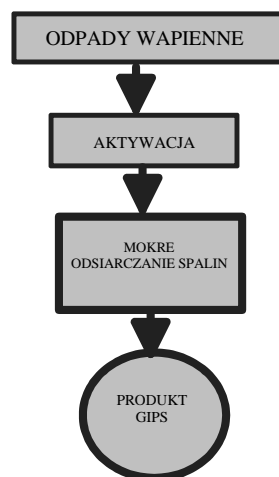 ODPADY WAPIENNE
AKTYWACJA
MOKRE
ODSIARCZANIE SPALIN
PRODUKT
GIPS